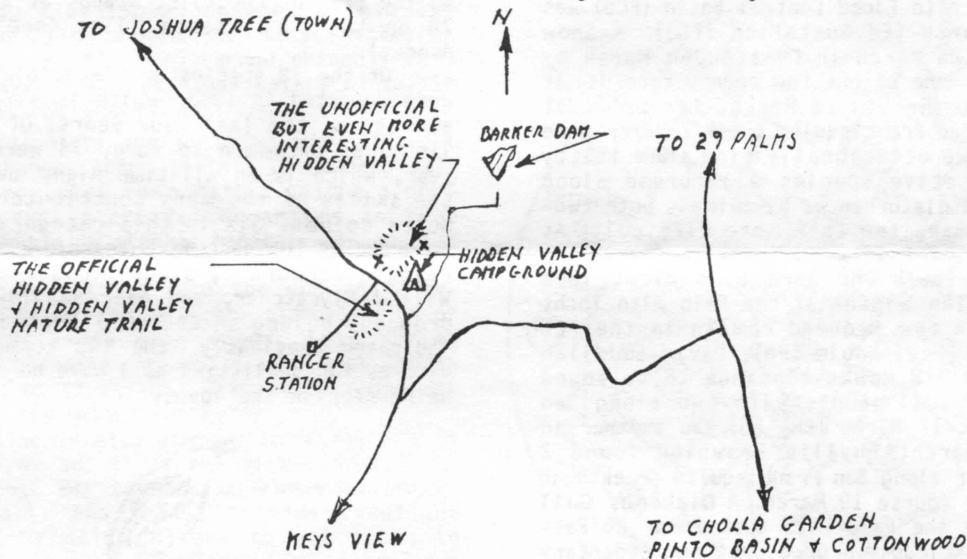 TO JOSHUA TREE (TOWN)
N
THE UNOFFICIAL
BUT EVEN MORE
INTERESTING
HIDDEN VALLEY
BARKER DAM
TO 29 PALMS
HIDDEN VALLEY
CAMPGROUND
THE OFFICIAL
HIDDEN VALLEY
& HIDDEN VALLEY
NATURE TRAIL
RANGER
STATION
KEYS VIEW
TO CHOLLA GARDEN,
PINTO BASIN & COTTONWOOD